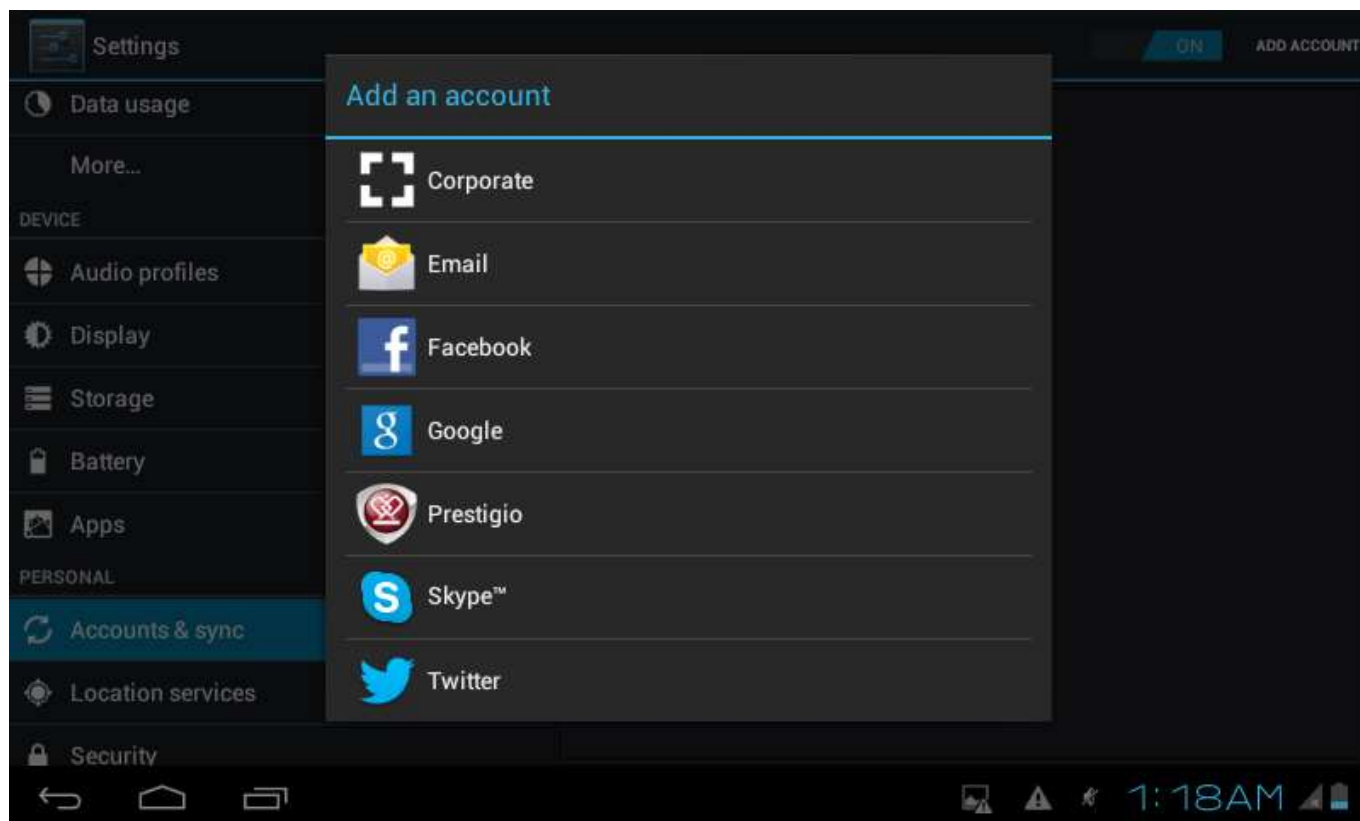 Settings
ON
ADD ACCOUNT
Data usage
More...
DEVICE
Audio profiles
Display
Storage
Battery
Apps
PERSONAL
Accounts & sync
Location services
Security
Add an account
Corporate
Email
Facebook
Google
Prestigio
Skype™
Twitter
1:18AM